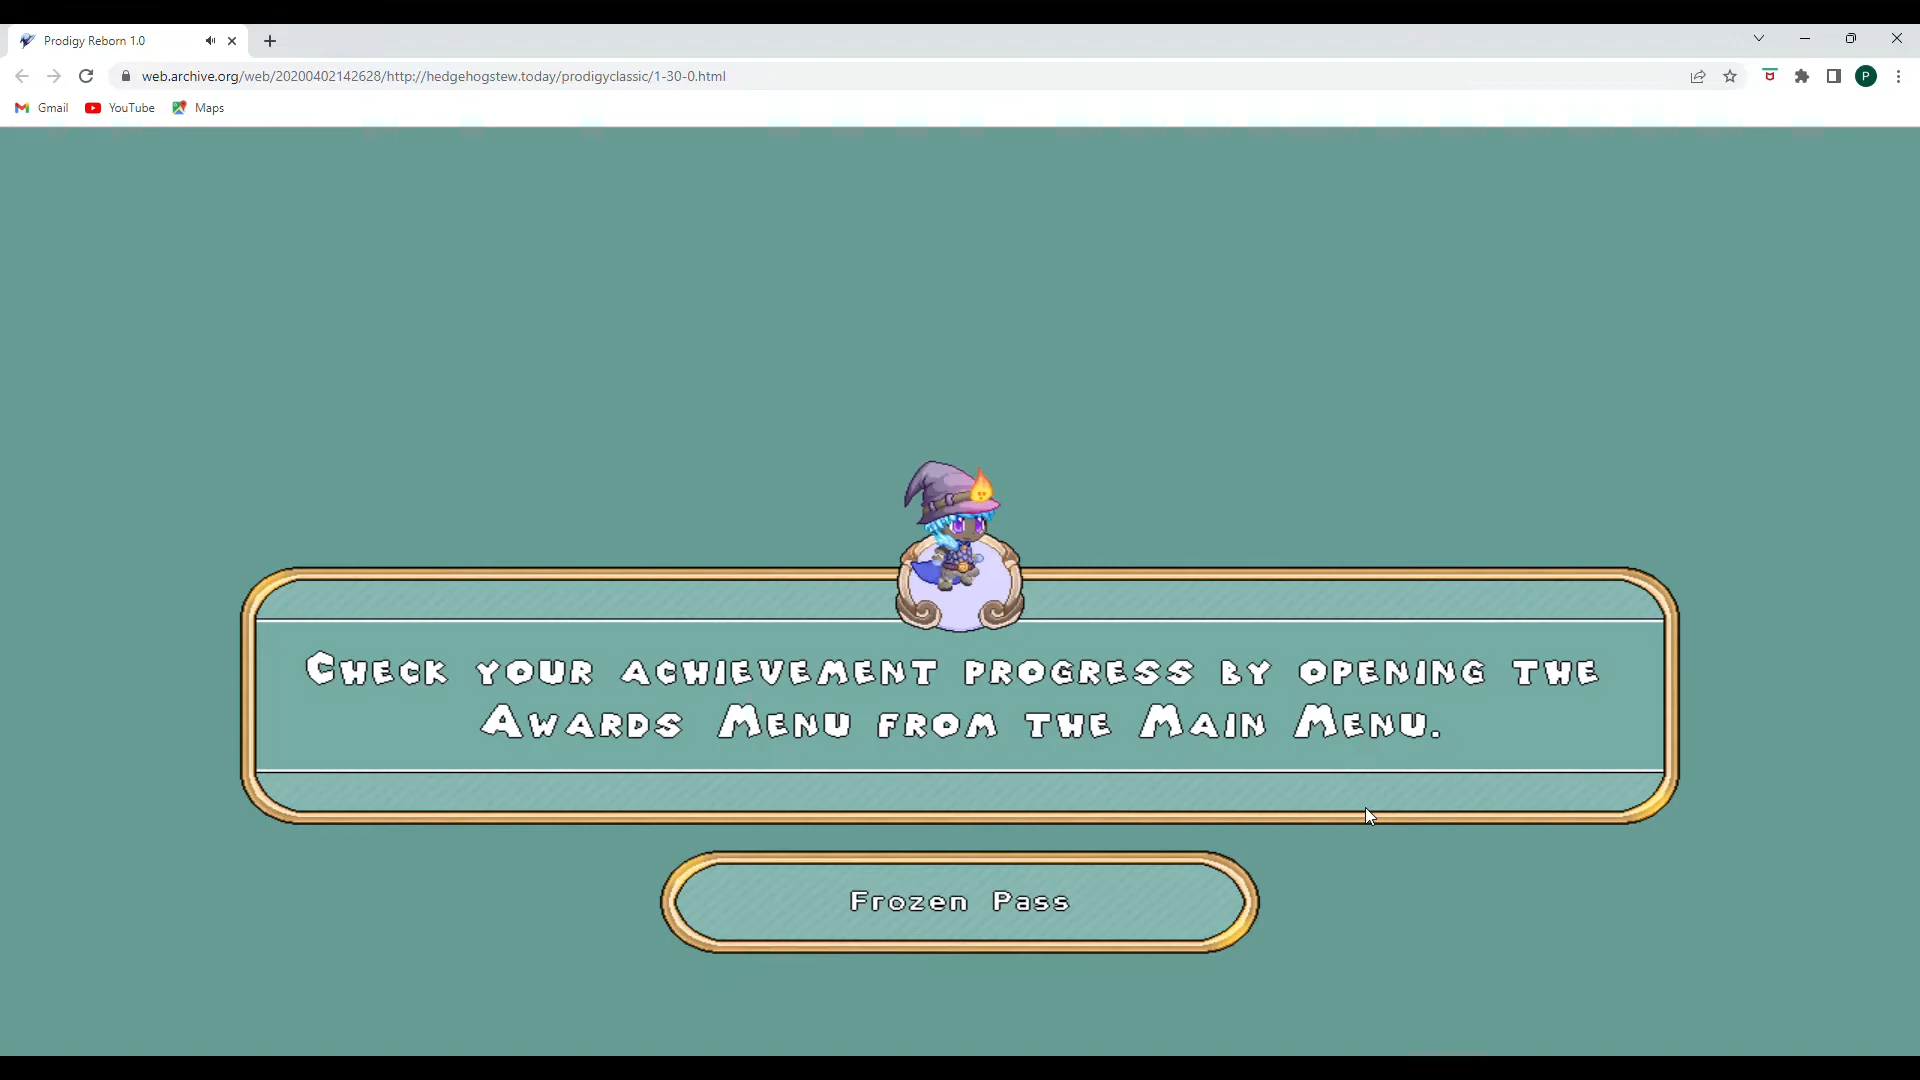 Prodigy Reborn 1.0
web.archive.org/web/20200402142628/http://hedgehogstew.today/prodigyclassic/1-30-0.html
P
Gmail YouTube Maps
Check your achievement progress by opening the
Awards Menu from the Main Menu.
Frozen Pass